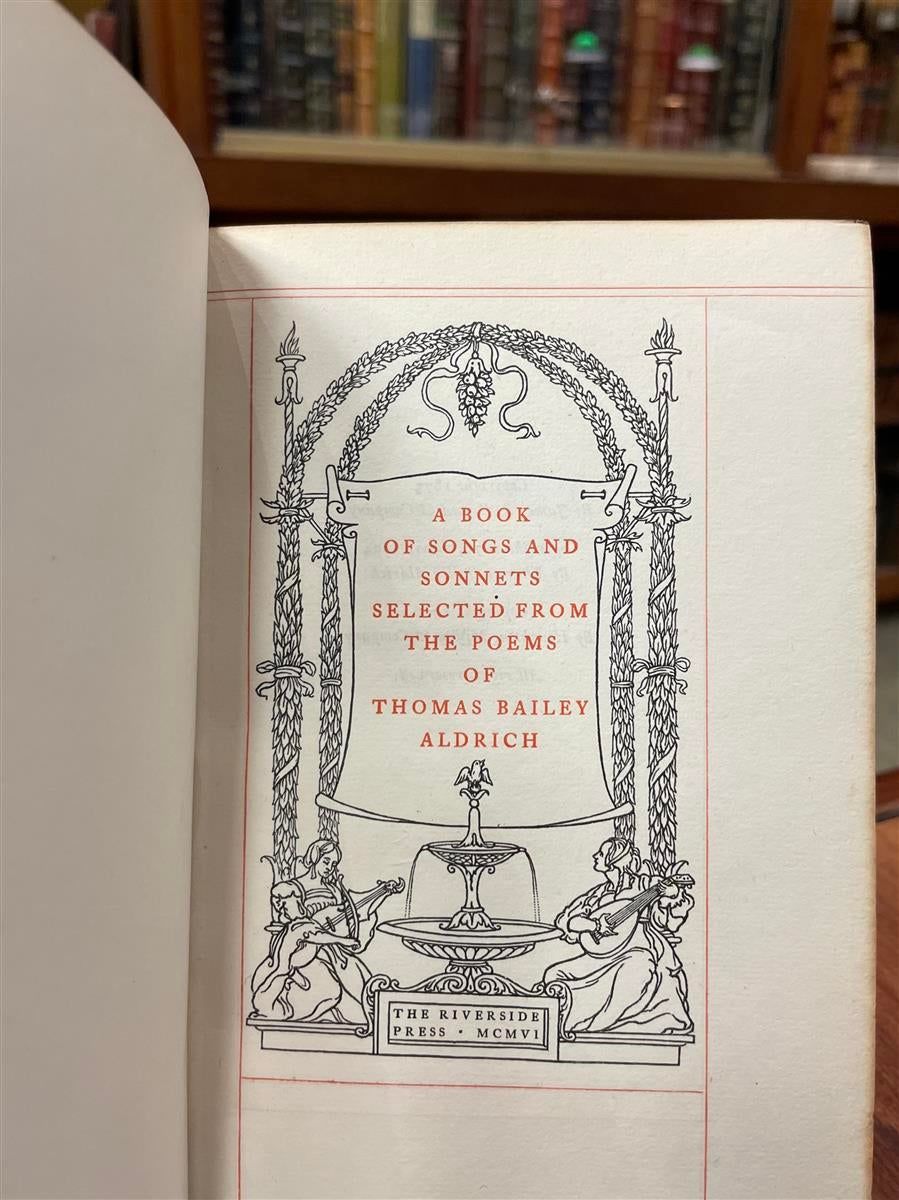 A BOOK
OF SONGS AND
SONNETS
SELECTED FROM
THE POEMS
OF
THOMAS BAILEY
ALDRICH
THE RIVERSIDE
PRESS · MCMVI